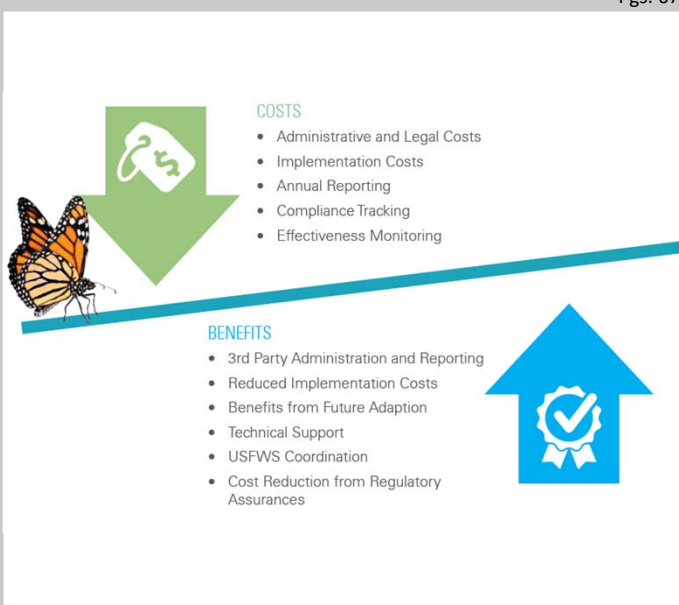 COSTS
• Administrative and Legal Costs
• Implementation Costs
• Annual Reporting
• Compliance Tracking
• Effectiveness Monitoring
BENEFITS
• 3rd Party Administration and Reporting
• Reduced Implementation Costs
• Benefits from Future Adaption
• Technical Support
• USFWS Coordination
• Cost Reduction from Regulatory
Assurances
$